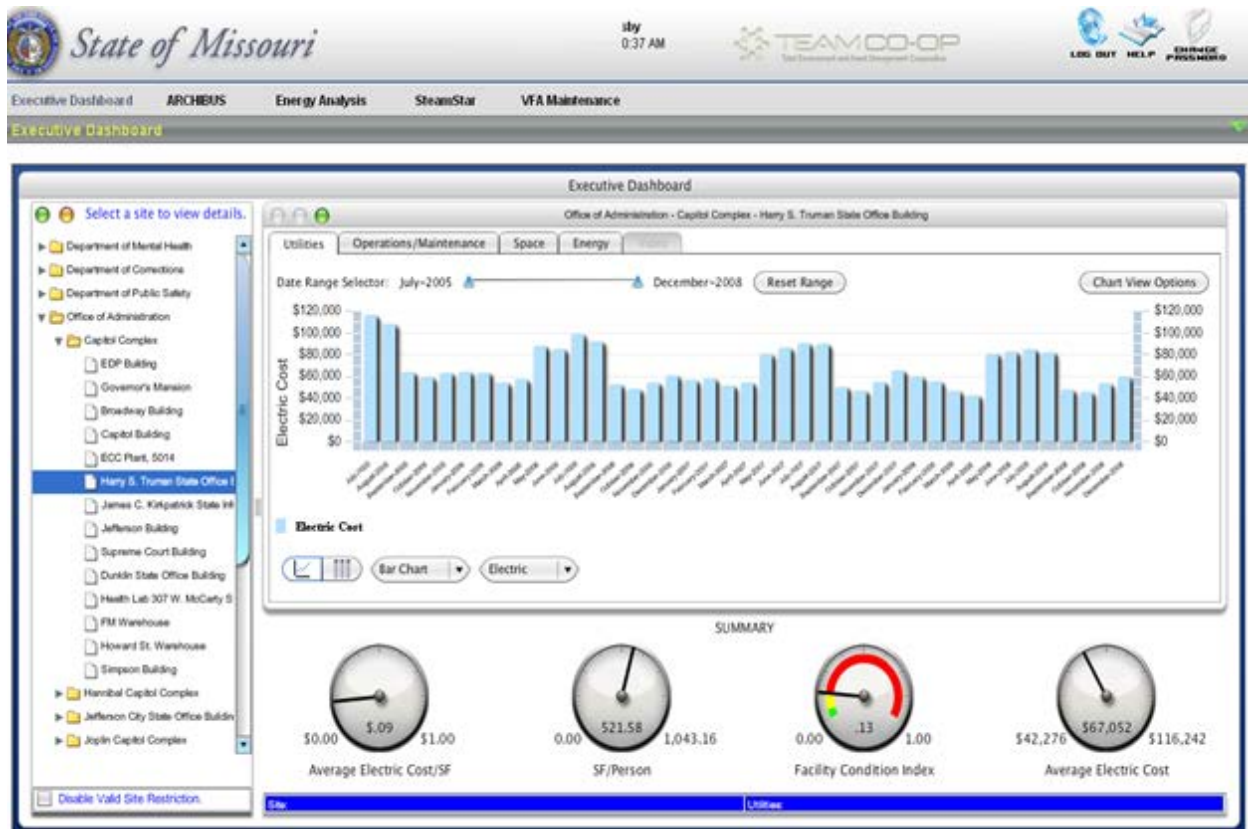 State of Missouri
0:37 AM
TEAM CO-OP
LOG OUT HELP CHANGE PASSWORD
Executive Dashboard ARCHIBUS Energy Analysis SteamStar VFA Maintenance
Executive Dashboard
Executive Dashboard
Select a site to view details.
Department of Mental Health
Department of Corrections
Department of Public Safety
Office of Administration
Capitol Complex
EDP Building
Governor's Mansion
Broadway Building
Capitol Building
ECC Plant, 5014
Harry S. Truman State Office
James C. Kirkpatrick State
Jefferson Building
Supreme Court Building
Dunklin State Office Building
Health Lab 307 W. McCarty S
FM Warehouse
Howard St. Warehouse
Simpson Building
Hannibal Capitol Complex
Jefferson City State Office Buildin
Joplin Capitol Complex
Disable Valid Site Restriction.
Office of Administration - Capitol Complex - Harry S. Truman State Office Building
Utilities Operations/Maintenance Space Energy
Date Range Selector: July-2005 December-2008 Reset Range Chart View Options
Electric Cost
$120,000 $120,000
$100,000 $100,000
$80,000 $80,000
$60,000 $60,000
$40,000 $40,000
$20,000 $20,000
$0 $0
Electric Cost
Bar Chart Electric
SUMMARY
$.09
$0.00 $1.00
Average Electric Cost/SF
521.58
0.00 1,043.16
SF/Person
.13
0.00 1.00
Facility Condition Index
$67,052
$42,276 $116,242
Average Electric Cost
Site: Utilities: